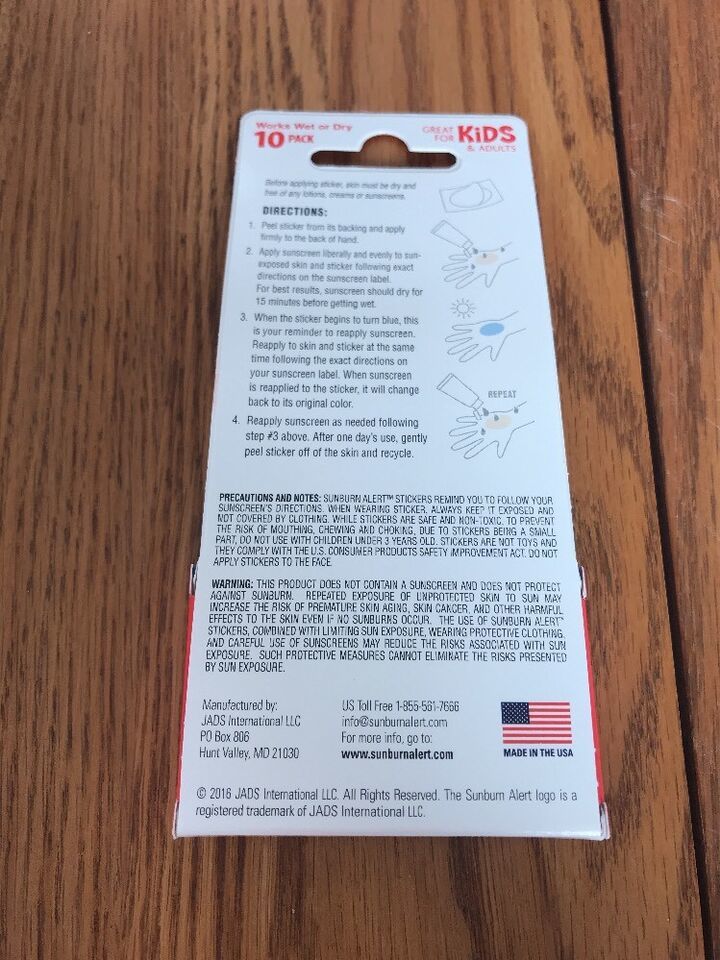 Works Wet or Dry
10 PACK
GREAT FOR KiDS & ADULTS
Before applying sticker, skin must be dry and
free of any lotions, creams or sunscreens.
DIRECTIONS:
1. Peel sticker from its backing and apply
firmly to the back of hand.
2. Apply sunscreen liberally and evenly to sun-
exposed skin and sticker following exact
directions on the sunscreen label.
For best results, sunscreen should dry for
15 minutes before getting wet.
3. When the sticker begins to turn blue, this
is your reminder to reapply sunscreen.
Reapply to skin and sticker at the same
time following the exact directions on
your sunscreen label. When sunscreen
is reapplied to the sticker, it will change
back to its original color.
REPEAT
4. Reapply sunscreen as needed following
step #3 above. After one day's use, gently
peel sticker off of the skin and recycle.
PRECAUTIONS AND NOTES: SUNBURN ALERT™ STICKERS REMIND YOU TO FOLLOW YOUR
SUNSCREEN'S DIRECTIONS. WHEN WEARING STICKER, ALWAYS KEEP IT EXPOSED AND
NOT COVERED BY CLOTHING. WHILE STICKERS ARE SAFE AND NON-TOXIC, TO PREVENT
THE RISK OF MOUTHING, CHEWING AND CHOKING, DUE TO STICKERS BEING A SMALL
PART, DO NOT USE WITH CHILDREN UNDER 3 YEARS OLD. STICKERS ARE NOT TOYS AND
THEY COMPLY WITH THE U.S. CONSUMER PRODUCTS SAFETY IMPROVEMENT ACT. DO NOT
APPLY STICKERS TO THE FACE.
WARNING: THIS PRODUCT DOES NOT CONTAIN A SUNSCREEN AND DOES NOT PROTECT
AGAINST SUNBURN. REPEATED EXPOSURE OF UNPROTECTED SKIN TO SUN MAY
INCREASE THE RISK OF PREMATURE SKIN AGING, SKIN CANCER, AND OTHER HARMFUL
EFFECTS TO THE SKIN EVEN IF NO SUNBURNS OCCUR. THE USE OF SUNBURN ALERT™
STICKERS, COMBINED WITH LIMITING SUN EXPOSURE, WEARING PROTECTIVE CLOTHING,
AND CAREFUL USE OF SUNSCREENS MAY REDUCE THE RISKS ASSOCIATED WITH SUN
EXPOSURE. SUCH PROTECTIVE MEASURES CANNOT ELIMINATE THE RISKS PRESENTED
BY SUN EXPOSURE.
Manufactured by:
JADS International LLC
PO Box 806
Hunt Valley, MD 21030
US Toll Free 1-855-561-7666
info@sunburnalert.com
For more info, go to:
www.sunburnalert.com
MADE IN THE USA
© 2016 JADS International LLC. All Rights Reserved. The Sunburn Alert logo is a
registered trademark of JADS International LLC.